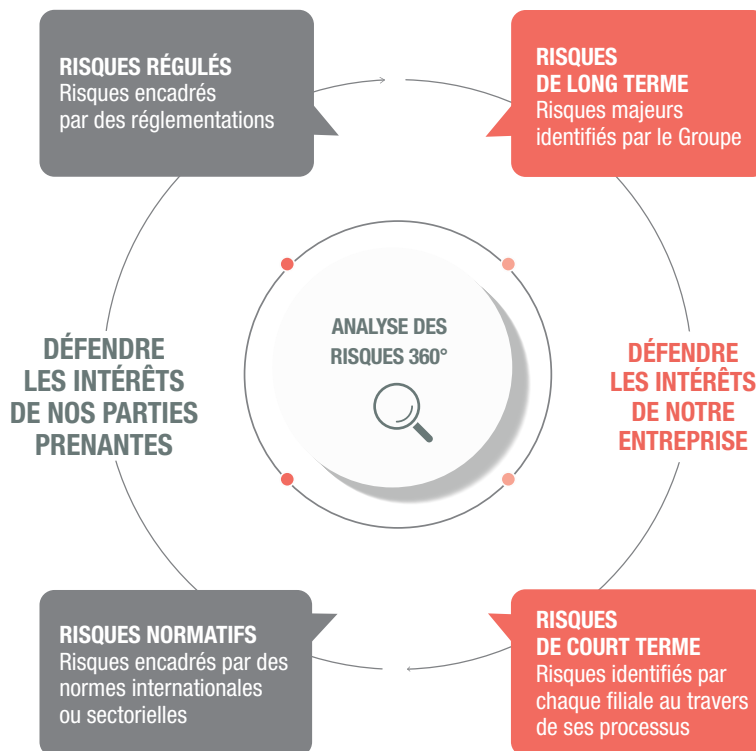 RISQUES RÉGULÉS
Risques encadrés
par des réglementations
RISQUES
DE LONG TERME
Risques majeurs
identifiés par le Groupe
ANALYSE DES
RISQUES 360°
DÉFENDRE
LES INTÉRÊTS
DE NOS PARTIES
PRENANTES
DÉFENDRE
LES INTÉRÊTS
DE NOTRE
ENTREPRISE
RISQUES NORMATIFS
Risques encadrés par des
normes internationales
ou sectorielles
RISQUES
DE COURT TERME
Risques identifiés par
chaque filiale au travers
de ses processus